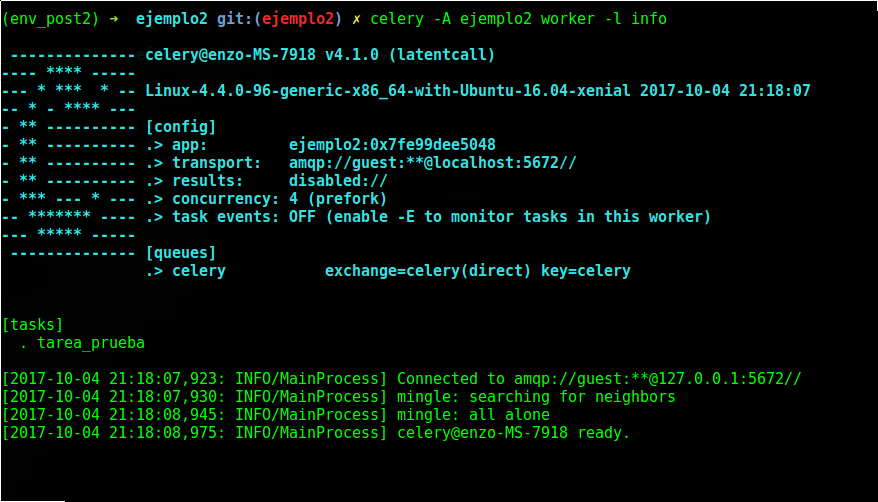 (env_post2) ➜  ejemplo2 git:(ejemplo2) ✗ celery -A ejemplo2 worker -l info
 -------------- celery@enzo-MS-7918 v4.1.0 (latentcall)
---- **** -----
--- * ***  * -- Linux-4.4.0-96-generic-x86_64-with-Ubuntu-16.04-xenial 2017-10-04 21:18:07
-- * - **** ---
- ** ---------- [config]
- ** ---------- .> app:         ejemplo2:0x7fe99dee5048
- ** ---------- .> transport:   amqp://guest:**@localhost:5672//
- ** ---------- .> results:     disabled://
- *** --- * --- .> concurrency: 4 (prefork)
-- ******* ---- .> task events: OFF (enable -E to monitor tasks in this worker)
--- ***** -----
 -------------- [queues]
                .> celery           exchange=celery(direct) key=celery
[tasks]
  . tarea_prueba
[2017-10-04 21:18:07,923: INFO/MainProcess] Connected to amqp://guest:**@127.0.0.1:5672//
[2017-10-04 21:18:07,930: INFO/MainProcess] mingle: searching for neighbors
[2017-10-04 21:18:08,945: INFO/MainProcess] mingle: all alone
[2017-10-04 21:18:08,975: INFO/MainProcess] celery@enzo-MS-7918 ready.